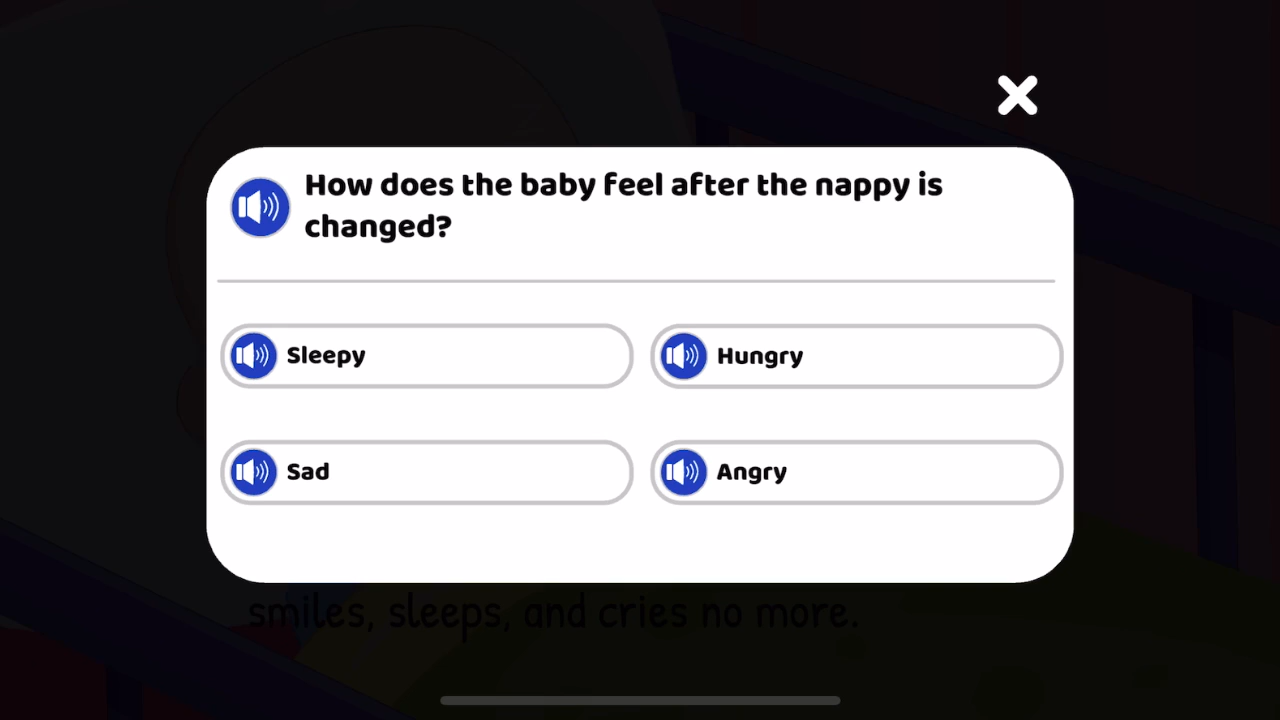 How does the baby feel after the nappy is
changed?
Sleepy
Hungry
Sad
Angry
smiles, sleeps, and cries no more.